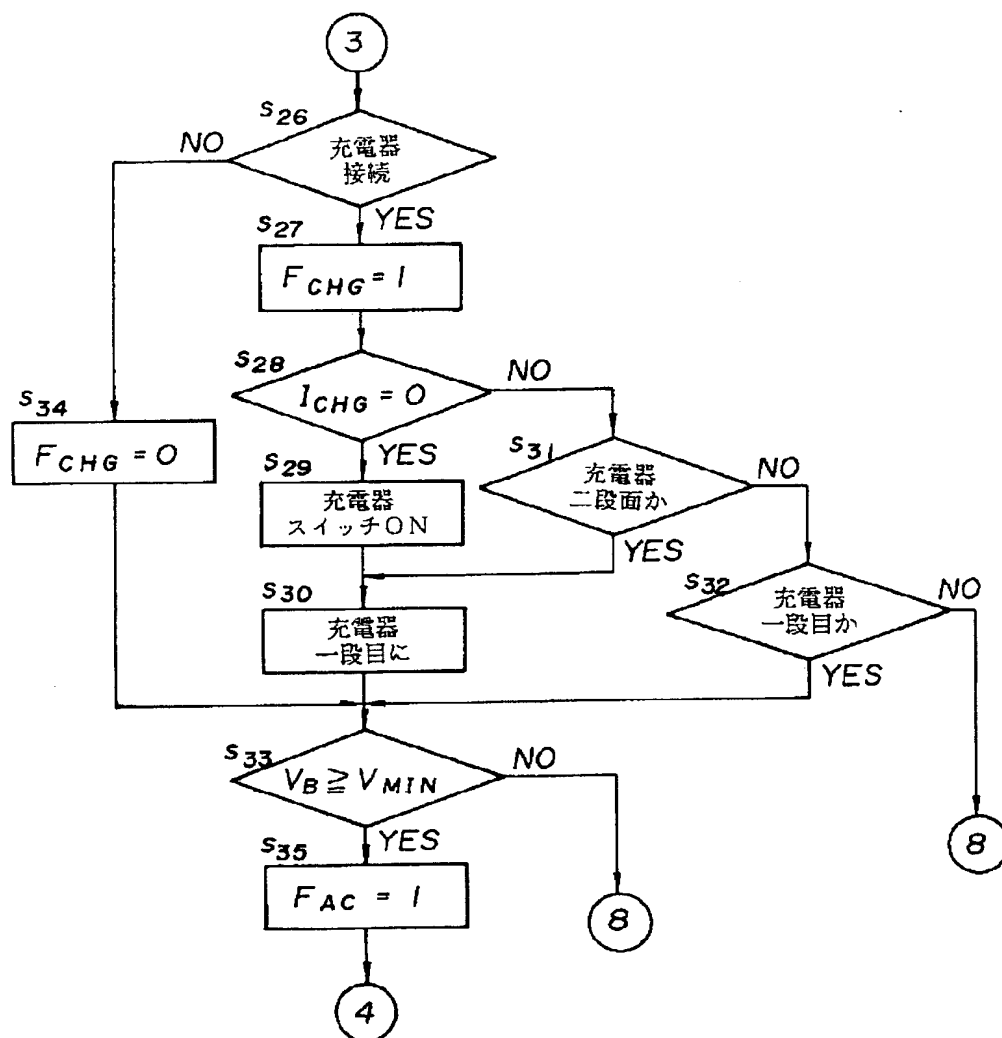 3
S26
NO
充電器
接続
YES
S27
FCHG = 1
S28
ICHG = 0
NO
S34
FCHG = 0
YES
S29
充電器
スイッチON
S31
充電器
二段面か
NO
YES
S30
充電器
一段目に
S32
充電器
一段目か
NO
YES
S33
VB ≧ VMIN
NO
YES
S35
FAC = 1
8
8
4